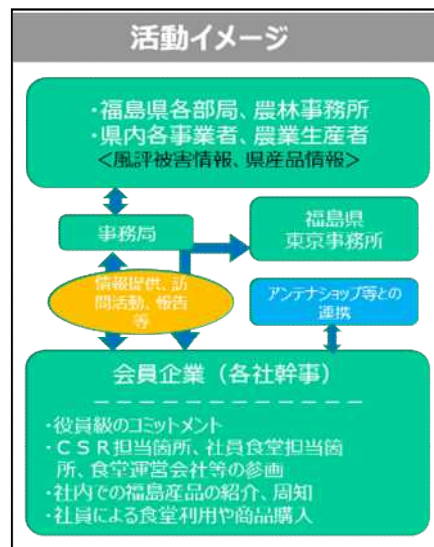 活動イメージ
・福島県各部局、農林事務所
・県内各事業者、農業生産者
<風評被害情報、県産品情報>
事務局
福島県
東京事務所
情報提供、訪
問活動、報告
等
アンテナショップ等との
連携
会員企業（各社幹事）
－－－－－－－－－－－－－
・役員級のコミットメント
・ＣＳＲ担当箇所、社員食堂担当箇
所、食堂運営会社等の参画
・社内での福島産品の紹介、周知
・社員による食堂利用や商品購入